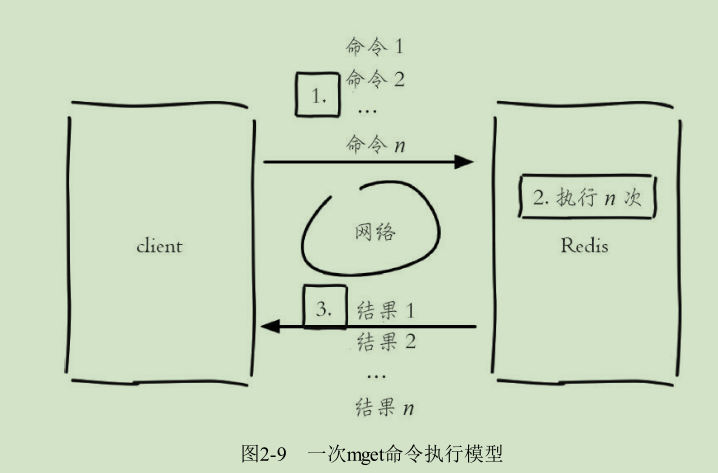 命令 1
1.
命令 2
...
命令 n
2. 执行 n 次
client
网络
Redis
3.
结果 1
结果 2
...
结果 n
图2-9 一次mget命令执行模型